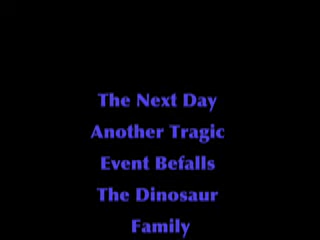 The Next Day
Another Tragic
Event Befalls
The Dinosaur
Family